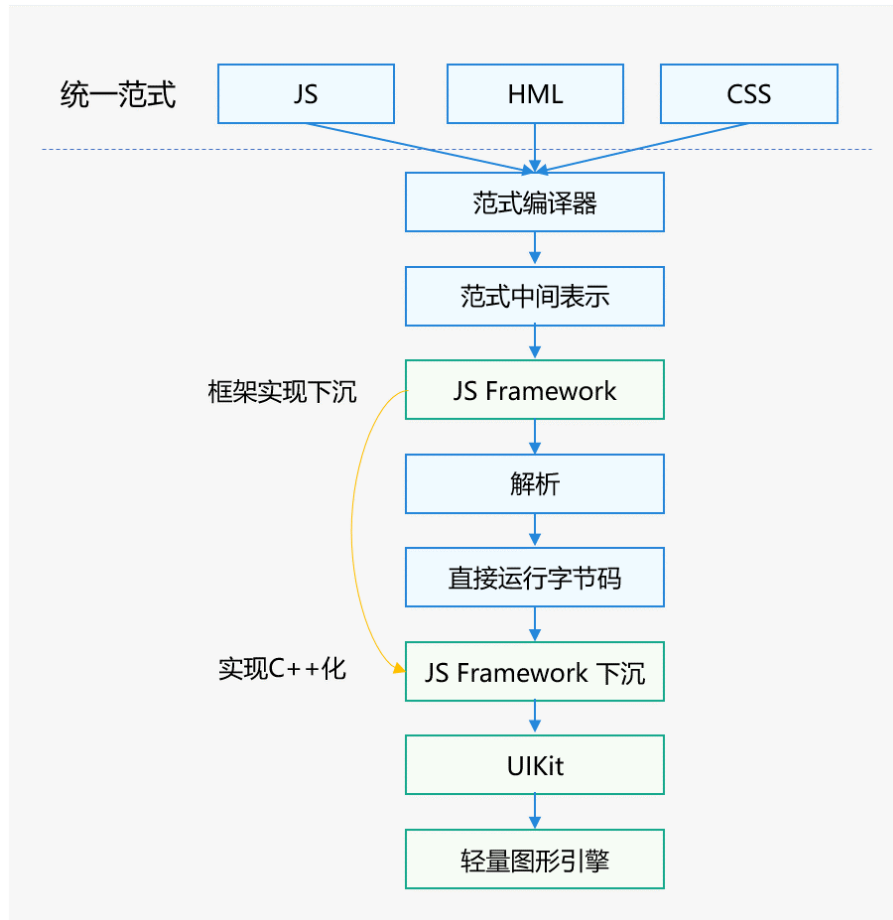 统一范式
JS
HML
CSS
范式编译器
范式中间表示
框架实现下沉
JS Framework
解析
直接运行字节码
实现C++化
JS Framework 下沉
UIKit
轻量图形引擎